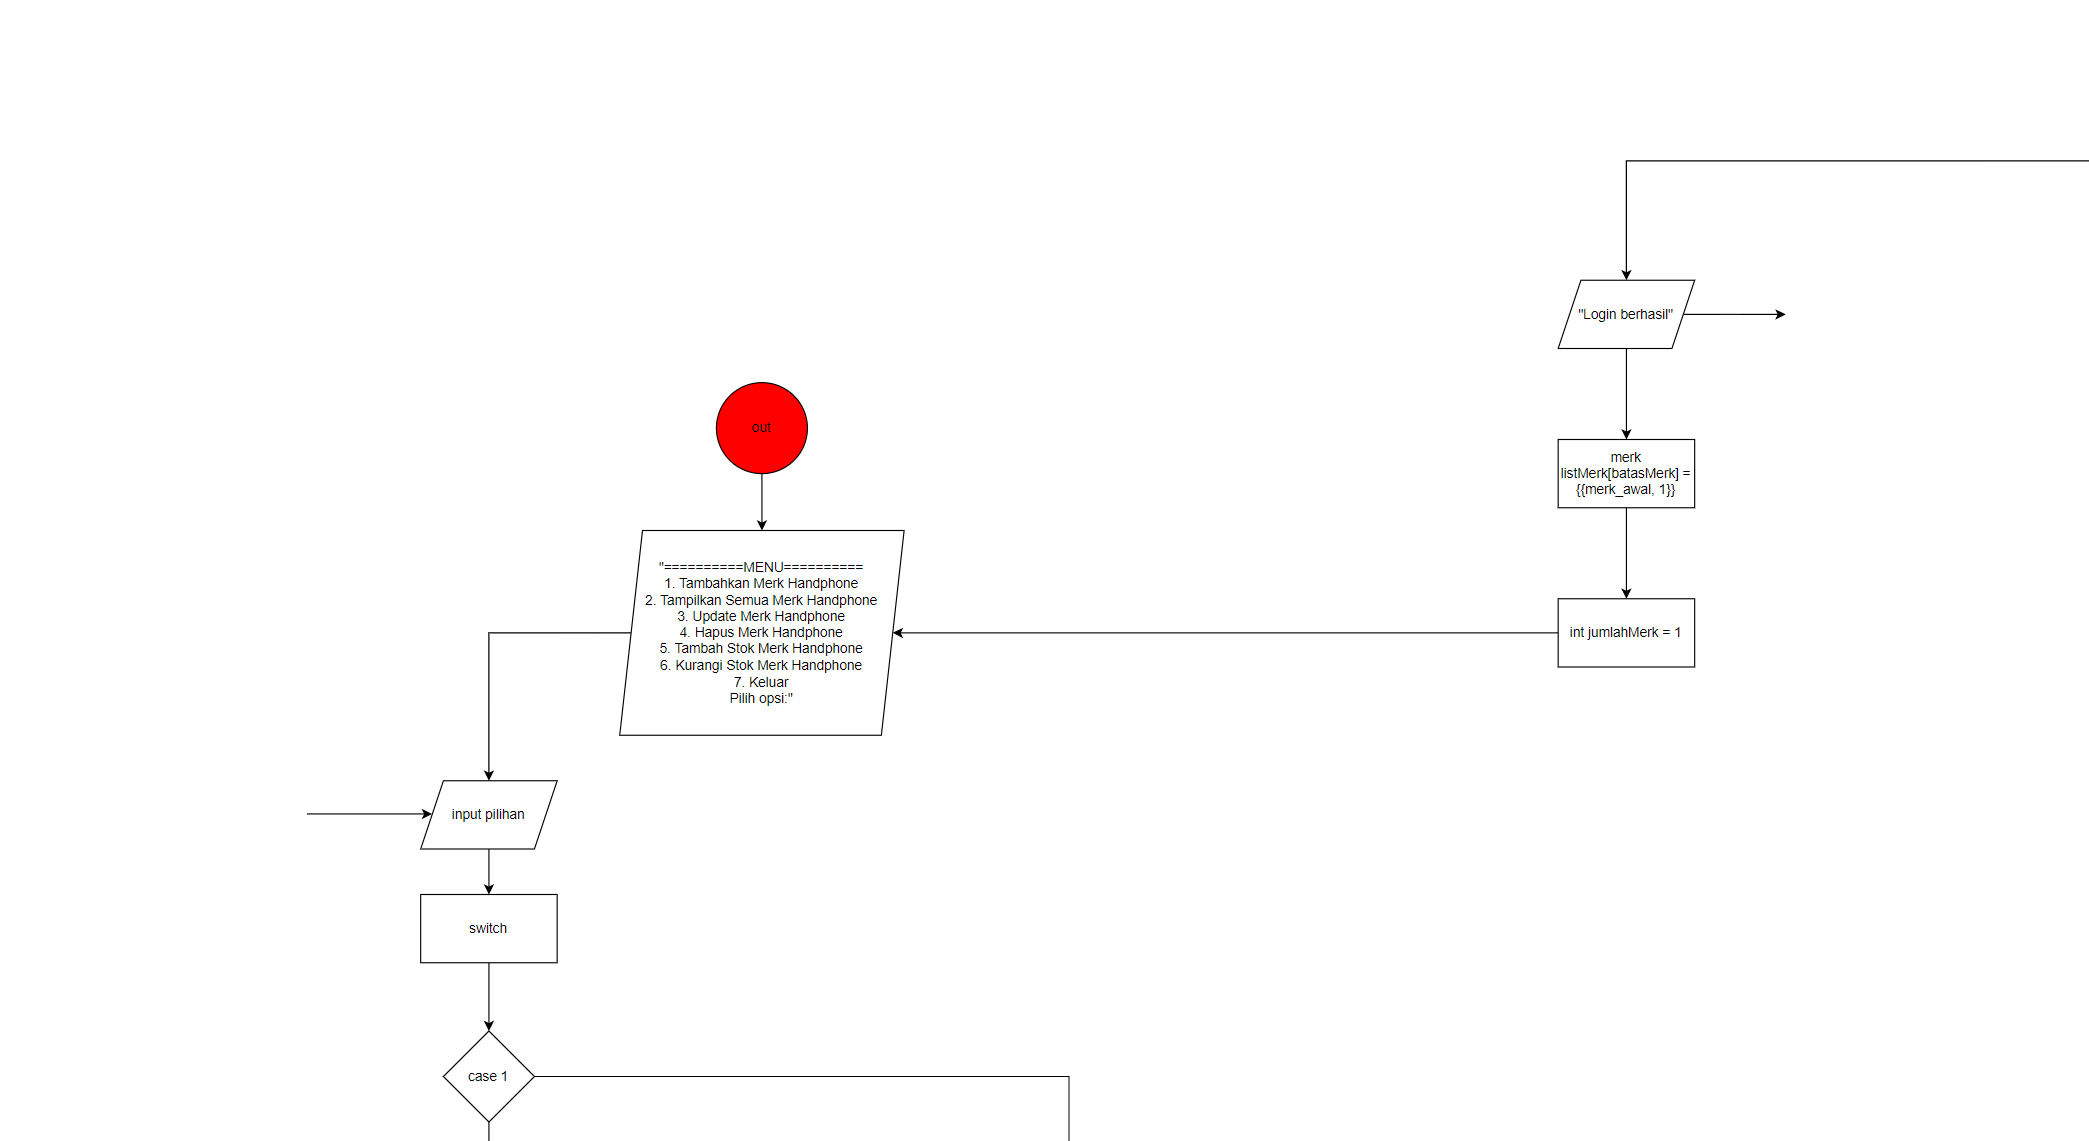 "Login berhasil"
merk
listMerk[batasMerk] =
{{merk_awal, 1}}
int jumlahMerk = 1
out
"==========MENU==========
1. Tambahkan Merk Handphone
2. Tampilkan Semua Merk Handphone
3. Update Merk Handphone
4. Hapus Merk Handphone
5. Tambah Stok Merk Handphone
6. Kurangi Stok Merk Handphone
7. Keluar
Pilih opsi:"
input pilihan
switch
case 1